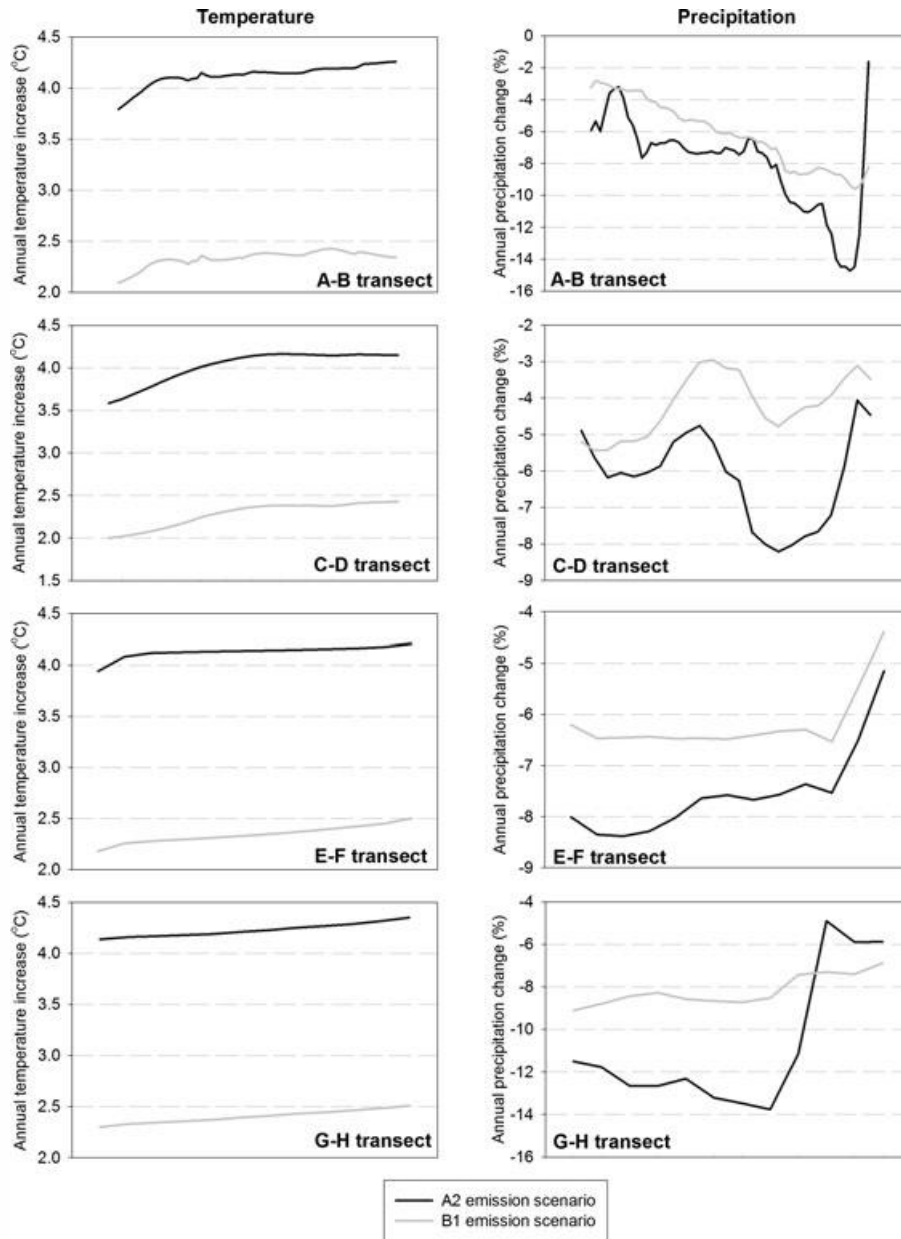 Temperature
Precipitation
Annual temperature increase (°C)
4.5
4.0
3.5
3.0
2.5
2.0
A-B transect
Annual precipitation change (%)
0
-2
-4
-6
-8
-10
-12
-14
-16
A-B transect
Annual temperature increase (°C)
4.5
4.0
3.5
3.0
2.5
2.0
1.5
C-D transect
Annual precipitation change (%)
-2
-3
-4
-5
-6
-7
-8
-9
C-D transect
Annual temperature increase (°C)
4.5
4.0
3.5
3.0
2.5
2.0
E-F transect
Annual precipitation change (%)
-4
-5
-6
-7
-8
-9
E-F transect
Annual temperature increase (°C)
4.5
4.0
3.5
3.0
2.5
2.0
G-H transect
Annual precipitation change (%)
-4
-6
-8
-10
-12
-14
-16
G-H transect
A2 emission scenario
B1 emission scenario